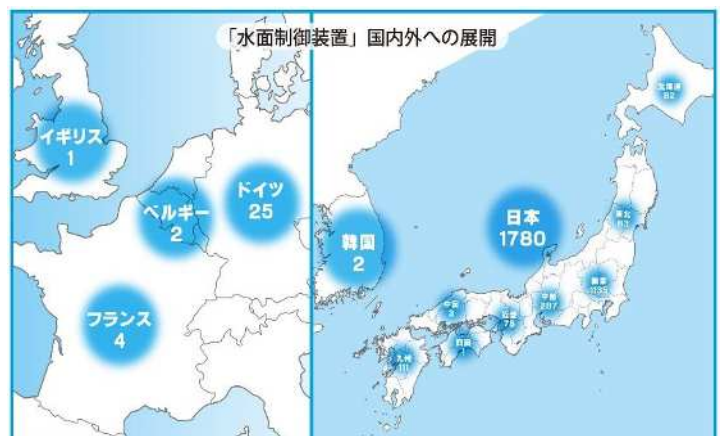 「水面制御装置」国内外への展開
イギリス
1
ベルギー
2
ドイツ
25
フランス
4
韓国
2
日本
1780
北海道
82
東北
関東
1135
中部
287
近畿
78
中国
3
四国
1
九州
111